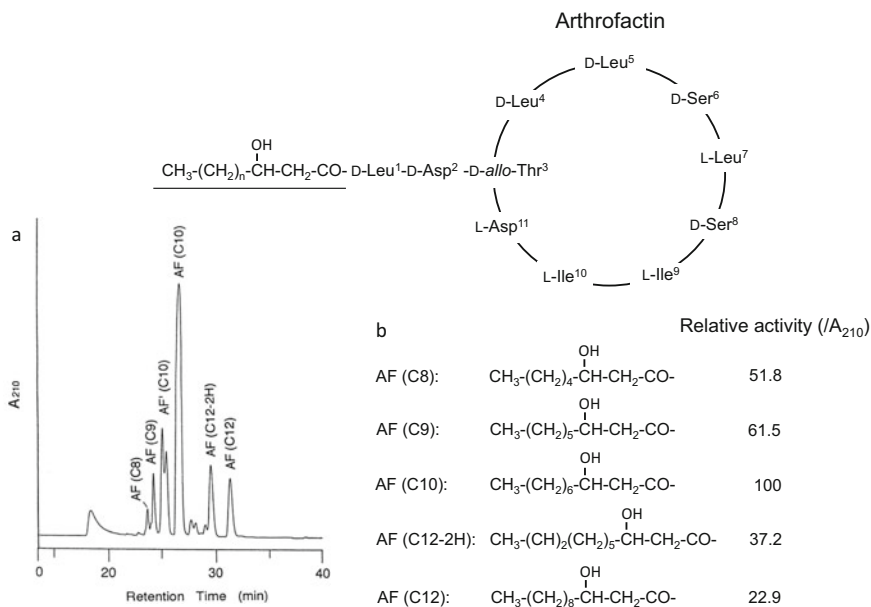 Arthrofactin
D-Leu⁵
D-Leu⁴
D-Ser⁶
OH
CH₃-(CH₂)ₙ-CH-CH₂-CO-D-Leu¹-D-Asp² -D-allo-Thr³
L-Leu⁷
L-Asp¹¹
D-Ser⁸
L-Ile¹⁰
L-Ile⁹
a
A₂₁₀
AF (C8)
AF (C9)
AF' (C10)
AF (C10)
AF (C12-2H)
AF (C12)
0 20 30 40
Retention Time (min)
b
Relative activity (/A₂₁₀)
OH
AF (C8): CH₃-(CH₂)₄-CH-CH₂-CO- 51.8
OH
AF (C9): CH₃-(CH₂)₅-CH-CH₂-CO- 61.5
OH
AF (C10): CH₃-(CH₂)₆-CH-CH₂-CO- 100
OH
AF (C12-2H): CH₃-(CH)₂(CH₂)₅-CH-CH₂-CO- 37.2
OH
AF (C12): CH₃-(CH₂)₈-CH-CH₂-CO- 22.9